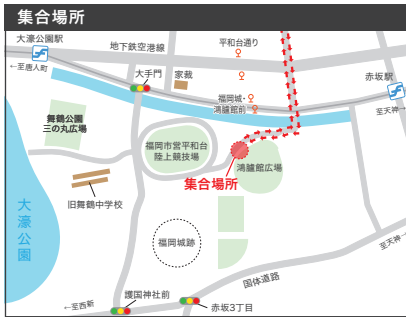 集合場所
大濠公園駅
地下鉄空港線
平和台通り
←至唐人町
大手門
家裁
赤坂駅
福岡城・
鴻臚館前
至天神→
舞鶴公園
三の丸広場
福岡市営平和台
陸上競技場
鴻臚館広場
集合場所
旧舞鶴中学校
大濠公園
福岡城跡
至天神→
国体道路
←至西新
護国神社前
赤坂3丁目